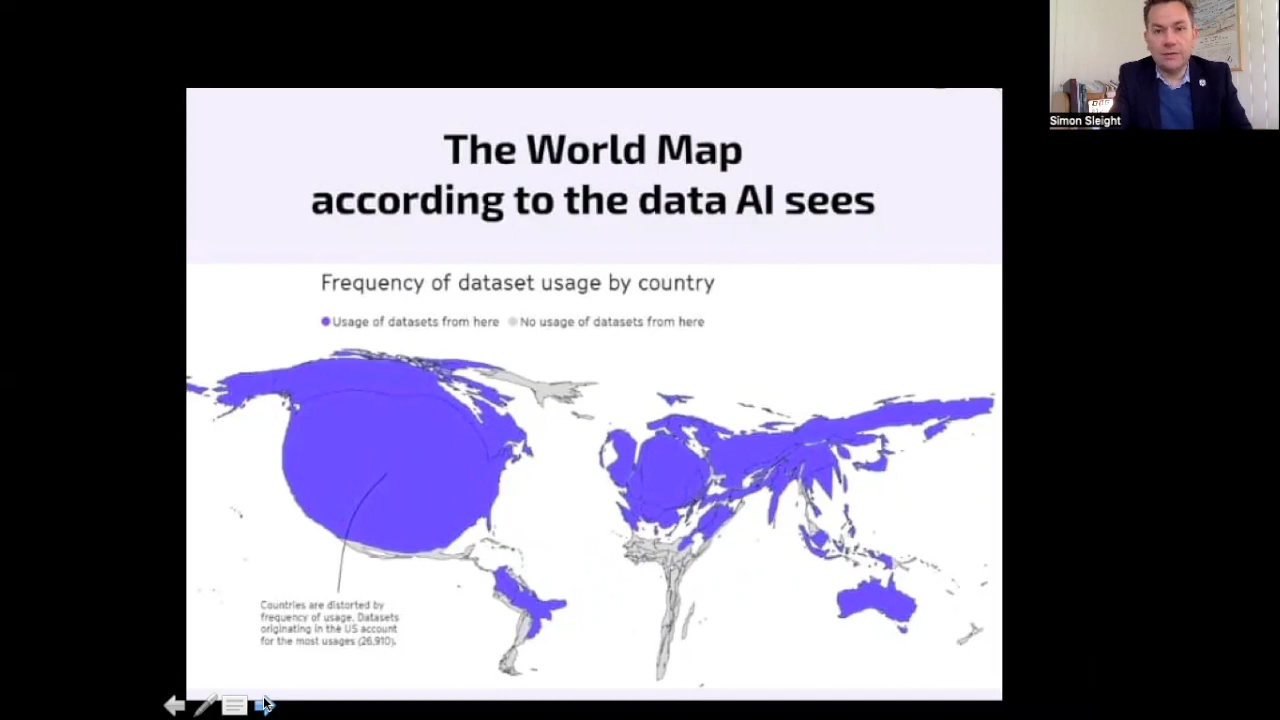 The World Map
according to the data AI sees
Frequency of dataset usage by country
Usage of datasets from here No usage of datasets from here
Countries are distorted by
frequency of usage. Datasets
originating in the US account
for the most usages (26,910).
Simon Sleight